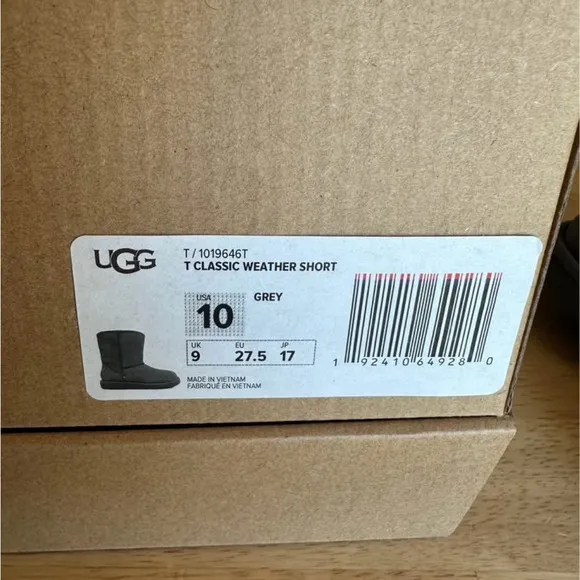 UGG
T / 1019646T
T CLASSIC WEATHER SHORT
USA
10
GREY
UK EU JP
9 27.5 17
MADE IN VIETNAM
FABRIQUÉ EN VIETNAM
1 92410 64928 0